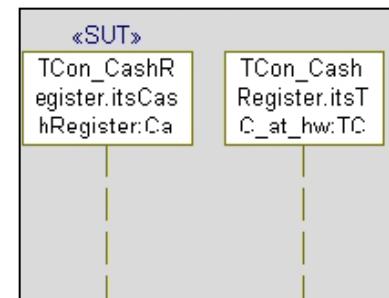 «SUT»
TCon_CashR
egister.itsCas
hRegister:Ca
TCon_Cash
Register.itsT
C_at_hw:TC